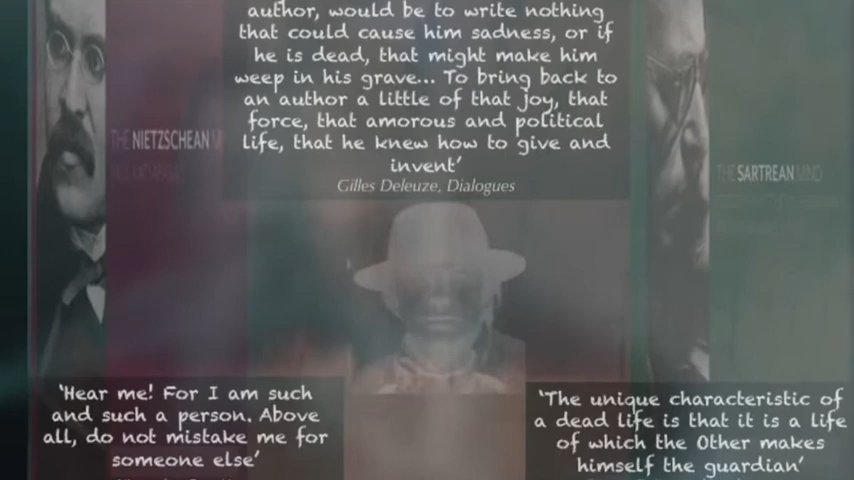 author, would be to write nothing
that could cause him sadness, or if
he is dead, that might make him
weep in his grave... To bring back to
an author a little of that joy, that
force, that amorous and political
life, that he knew how to give and
invent'
Gilles Deleuze, Dialogues
THE NIETZSCHEAN
THE SARTREAN MIND
'Hear me! For I am such
and such a person. Above
all, do not mistake me for
someone else'
'The unique characteristic of
a dead life is that it is a life
of which the Other makes
himself the guardian'